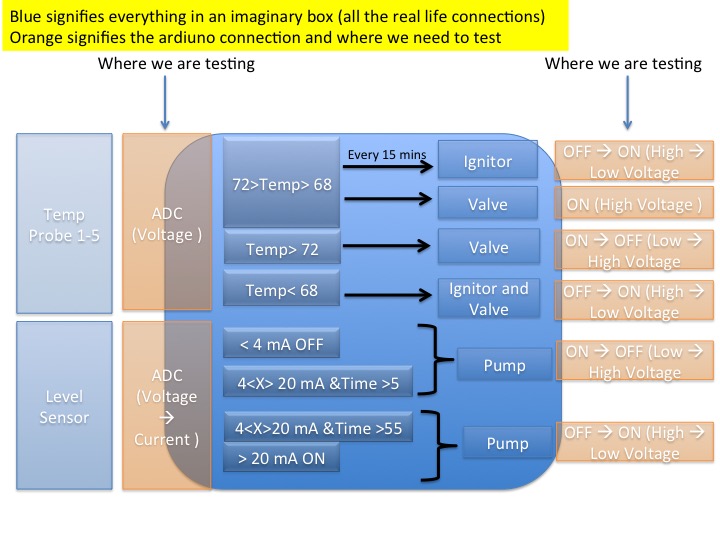 Blue signifies everything in an imaginary box (all the real life connections)
Orange signifies the ardiuno connection and where we need to test
Where we are testing
Where we are testing
Temp
Probe 1-5
ADC
(Voltage )
72>Temp> 68
Every 15 mins
Ignitor
OFF → ON (High →
Low Voltage
Valve
ON (High Voltage )
Temp> 72
Valve
ON → OFF (Low →
High Voltage
Temp< 68
Ignitor and
Valve
OFF → ON (High →
Low Voltage
Level
Sensor
ADC
(Voltage
→
Current )
< 4 mA OFF
4<X> 20 mA &Time >5
Pump
ON → OFF (Low →
High Voltage
4<X>20 mA &Time >55
> 20 mA ON
Pump
OFF → ON (High →
Low Voltage